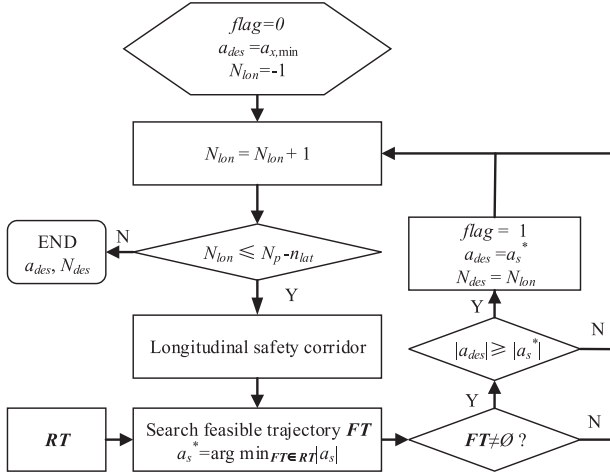 flag=0
a_des =a_x,min
N_lon=-1
N_lon = N_lon + 1
END
a_des, N_des
N
N_lon ≤ N_p-n_lat
Y
flag = 1
a_des =a_s*
N_des = N_lon
Y
N
Longitudinal safety corridor
|a_des| ≥ |a_s*|
Y
RT
Search feasible trajectory FT
a_s*=arg min_FT∈RT|a_s|
FT≠Ø ?
N